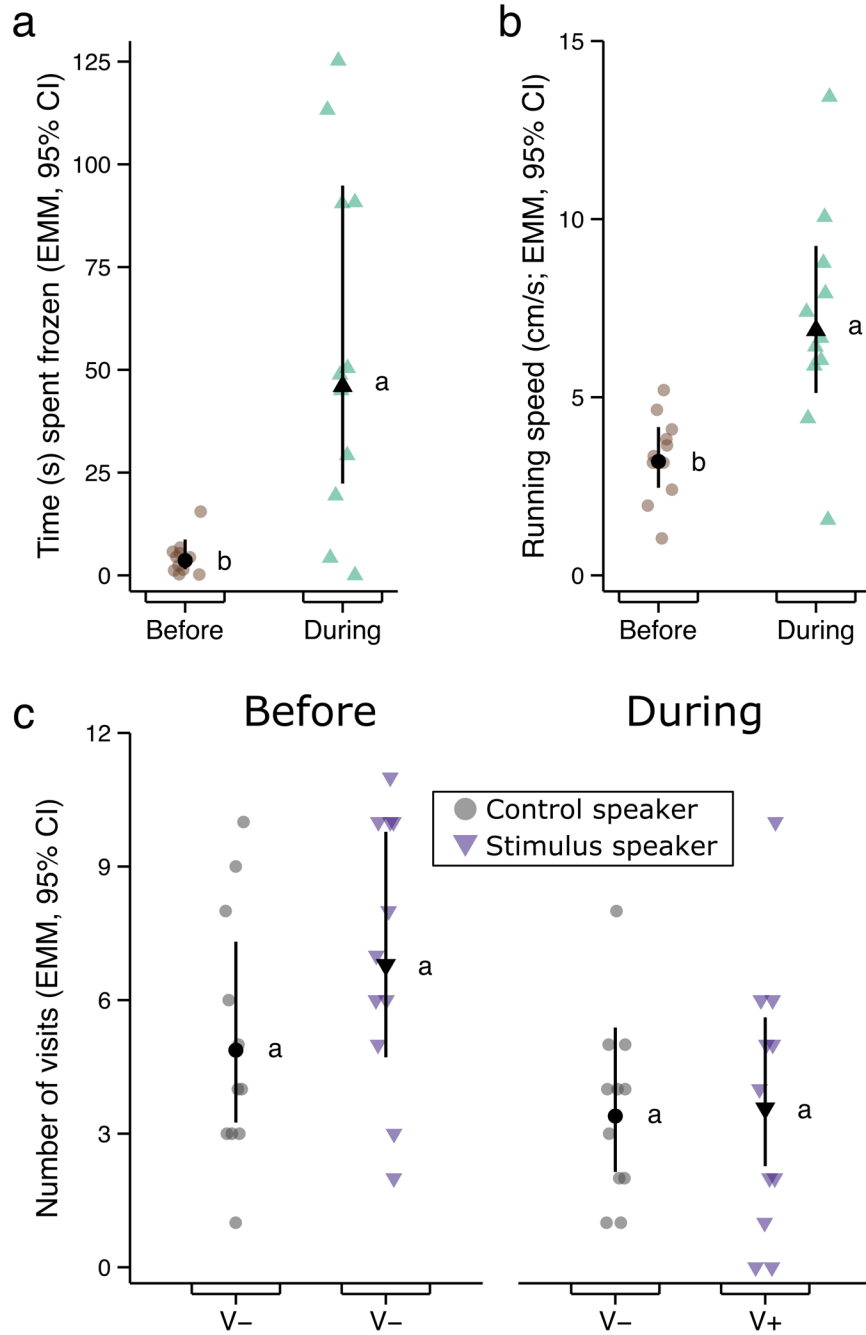 a
Time (s) spent frozen (EMM, 95% CI)
125
100
75
50
25
0
a
b
Before
During
b
Running speed (cm/s; EMM, 95% CI)
15
10
5
0
a
b
Before
During
c
Before
During
Number of visits (EMM, 95% CI)
12
9
6
3
0
Control speaker
Stimulus speaker
a
a
a
a
V−
V−
V−
V+